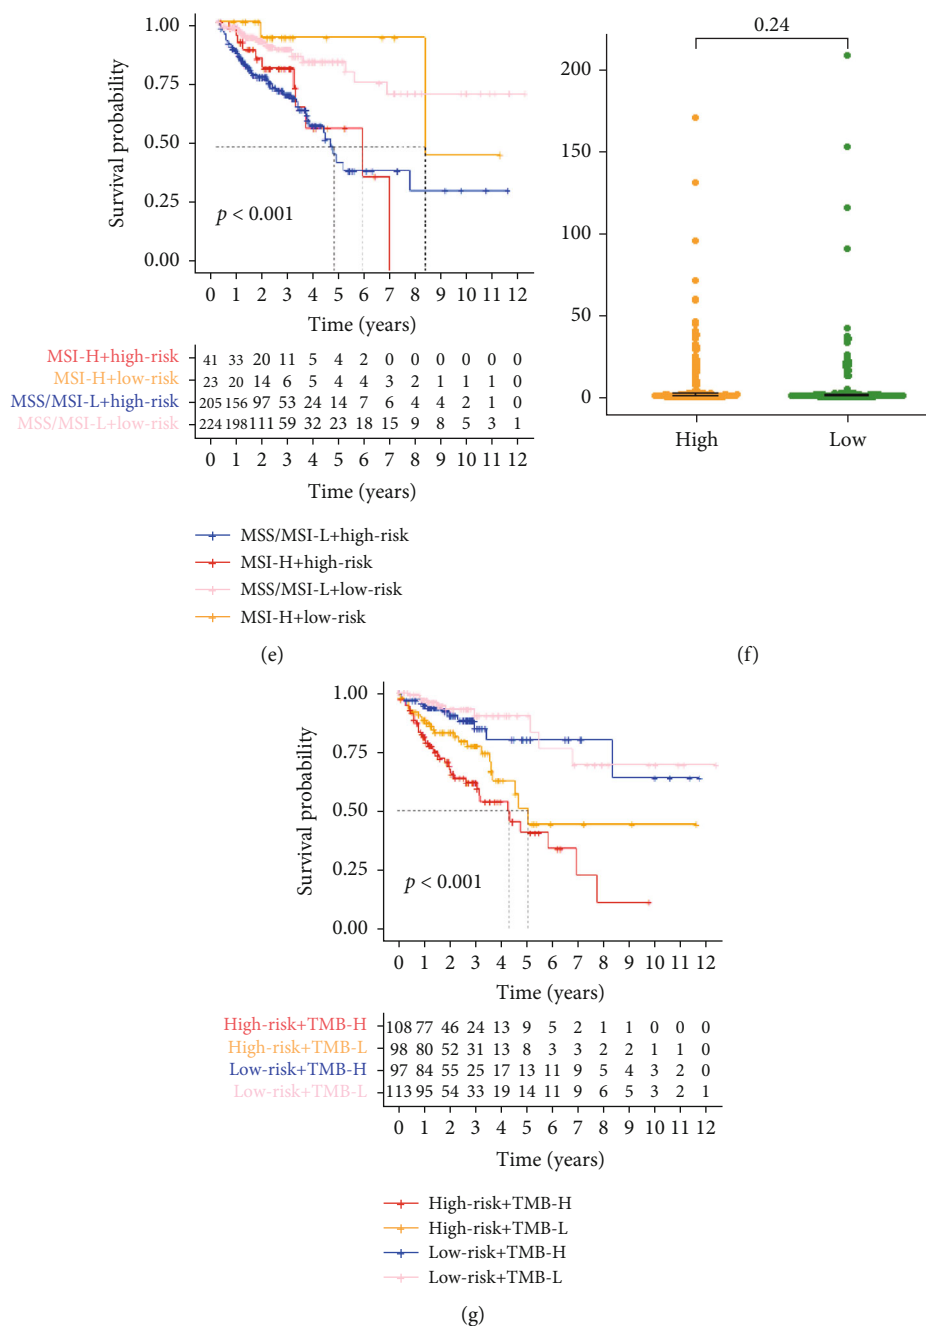 1.00
0.75
0.50
0.25
0.00
Survival probability
p < 0.001
0 1 2 3 4 5 6 7 8 9 10 11 12
Time (years)
MSI-H+high-risk 41 33 20 11 5 4 2 0 0 0 0 0 0
MSI-H+low-risk 23 20 14 6 5 4 4 3 2 1 1 1 0
MSS/MSI-L+high-risk 205 156 97 53 24 14 7 6 4 4 2 1 0
MSS/MSI-L+low-risk 224 198 111 59 32 23 18 15 9 8 5 3 1
0 1 2 3 4 5 6 7 8 9 10 11 12
Time (years)
MSS/MSI-L+high-risk
MSI-H+high-risk
MSS/MSI-L+low-risk
MSI-H+low-risk
(e)
0.24
200
150
100
50
0
High Low
(f)
1.00
0.75
0.50
0.25
0.00
Survival probability
p < 0.001
0 1 2 3 4 5 6 7 8 9 10 11 12
Time (years)
High-risk+TMB-H 108 77 46 24 13 9 5 2 1 1 0 0 0
High-risk+TMB-L 98 80 52 31 13 8 3 3 2 2 1 1 0
Low-risk+TMB-H 97 84 55 25 17 13 11 9 5 4 3 2 0
Low-risk+TMB-L 113 95 54 33 19 14 11 9 6 5 3 2 1
0 1 2 3 4 5 6 7 8 9 10 11 12
Time (years)
High-risk+TMB-H
High-risk+TMB-L
Low-risk+TMB-H
Low-risk+TMB-L
(g)